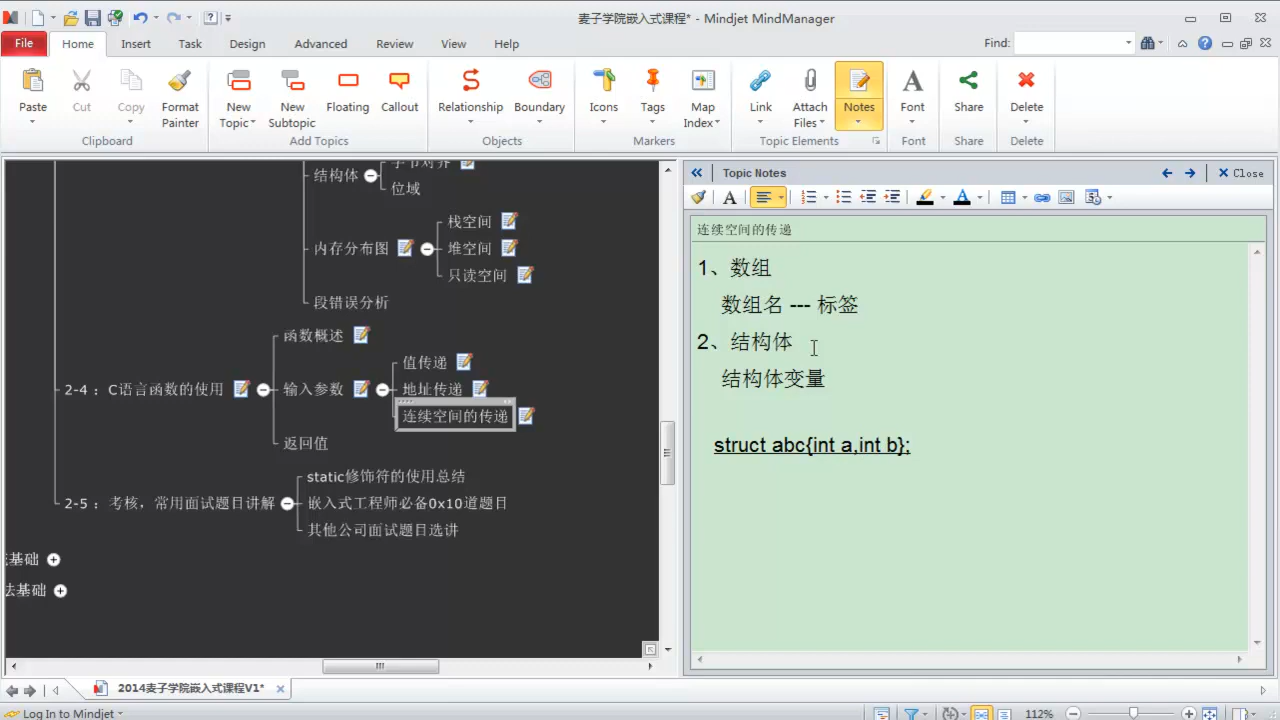 麦子学院嵌入式课程* - Mindjet MindManager
File Home Insert Task Design Advanced Review View Help Find:
Paste Cut Copy Format Painter New Topic New Subtopic Floating Callout Relationship Boundary Icons Tags Map Index Link Attach Files Notes Font Share Delete
Clipboard Add Topics Objects Markers Topic Elements Font Share Delete
字节对齐
结构体
位域
栈空间
内存分布图
堆空间
只读空间
段错误分析
函数概述
值传递
2-4 : C语言函数的使用
输入参数
地址传递
连续空间的传递
返回值
static修饰符的使用总结
2-5 : 考核，常用面试题目讲解
嵌入式工程师必备0x10道题目
其他公司面试题目选讲
基础
法基础
Topic Notes Close
连续空间的传递
1、数组
数组名 --- 标签
2、结构体
结构体变量
struct abc{int a,int b};
2014麦子学院嵌入式课程V1*
Log In to Mindjet 112%